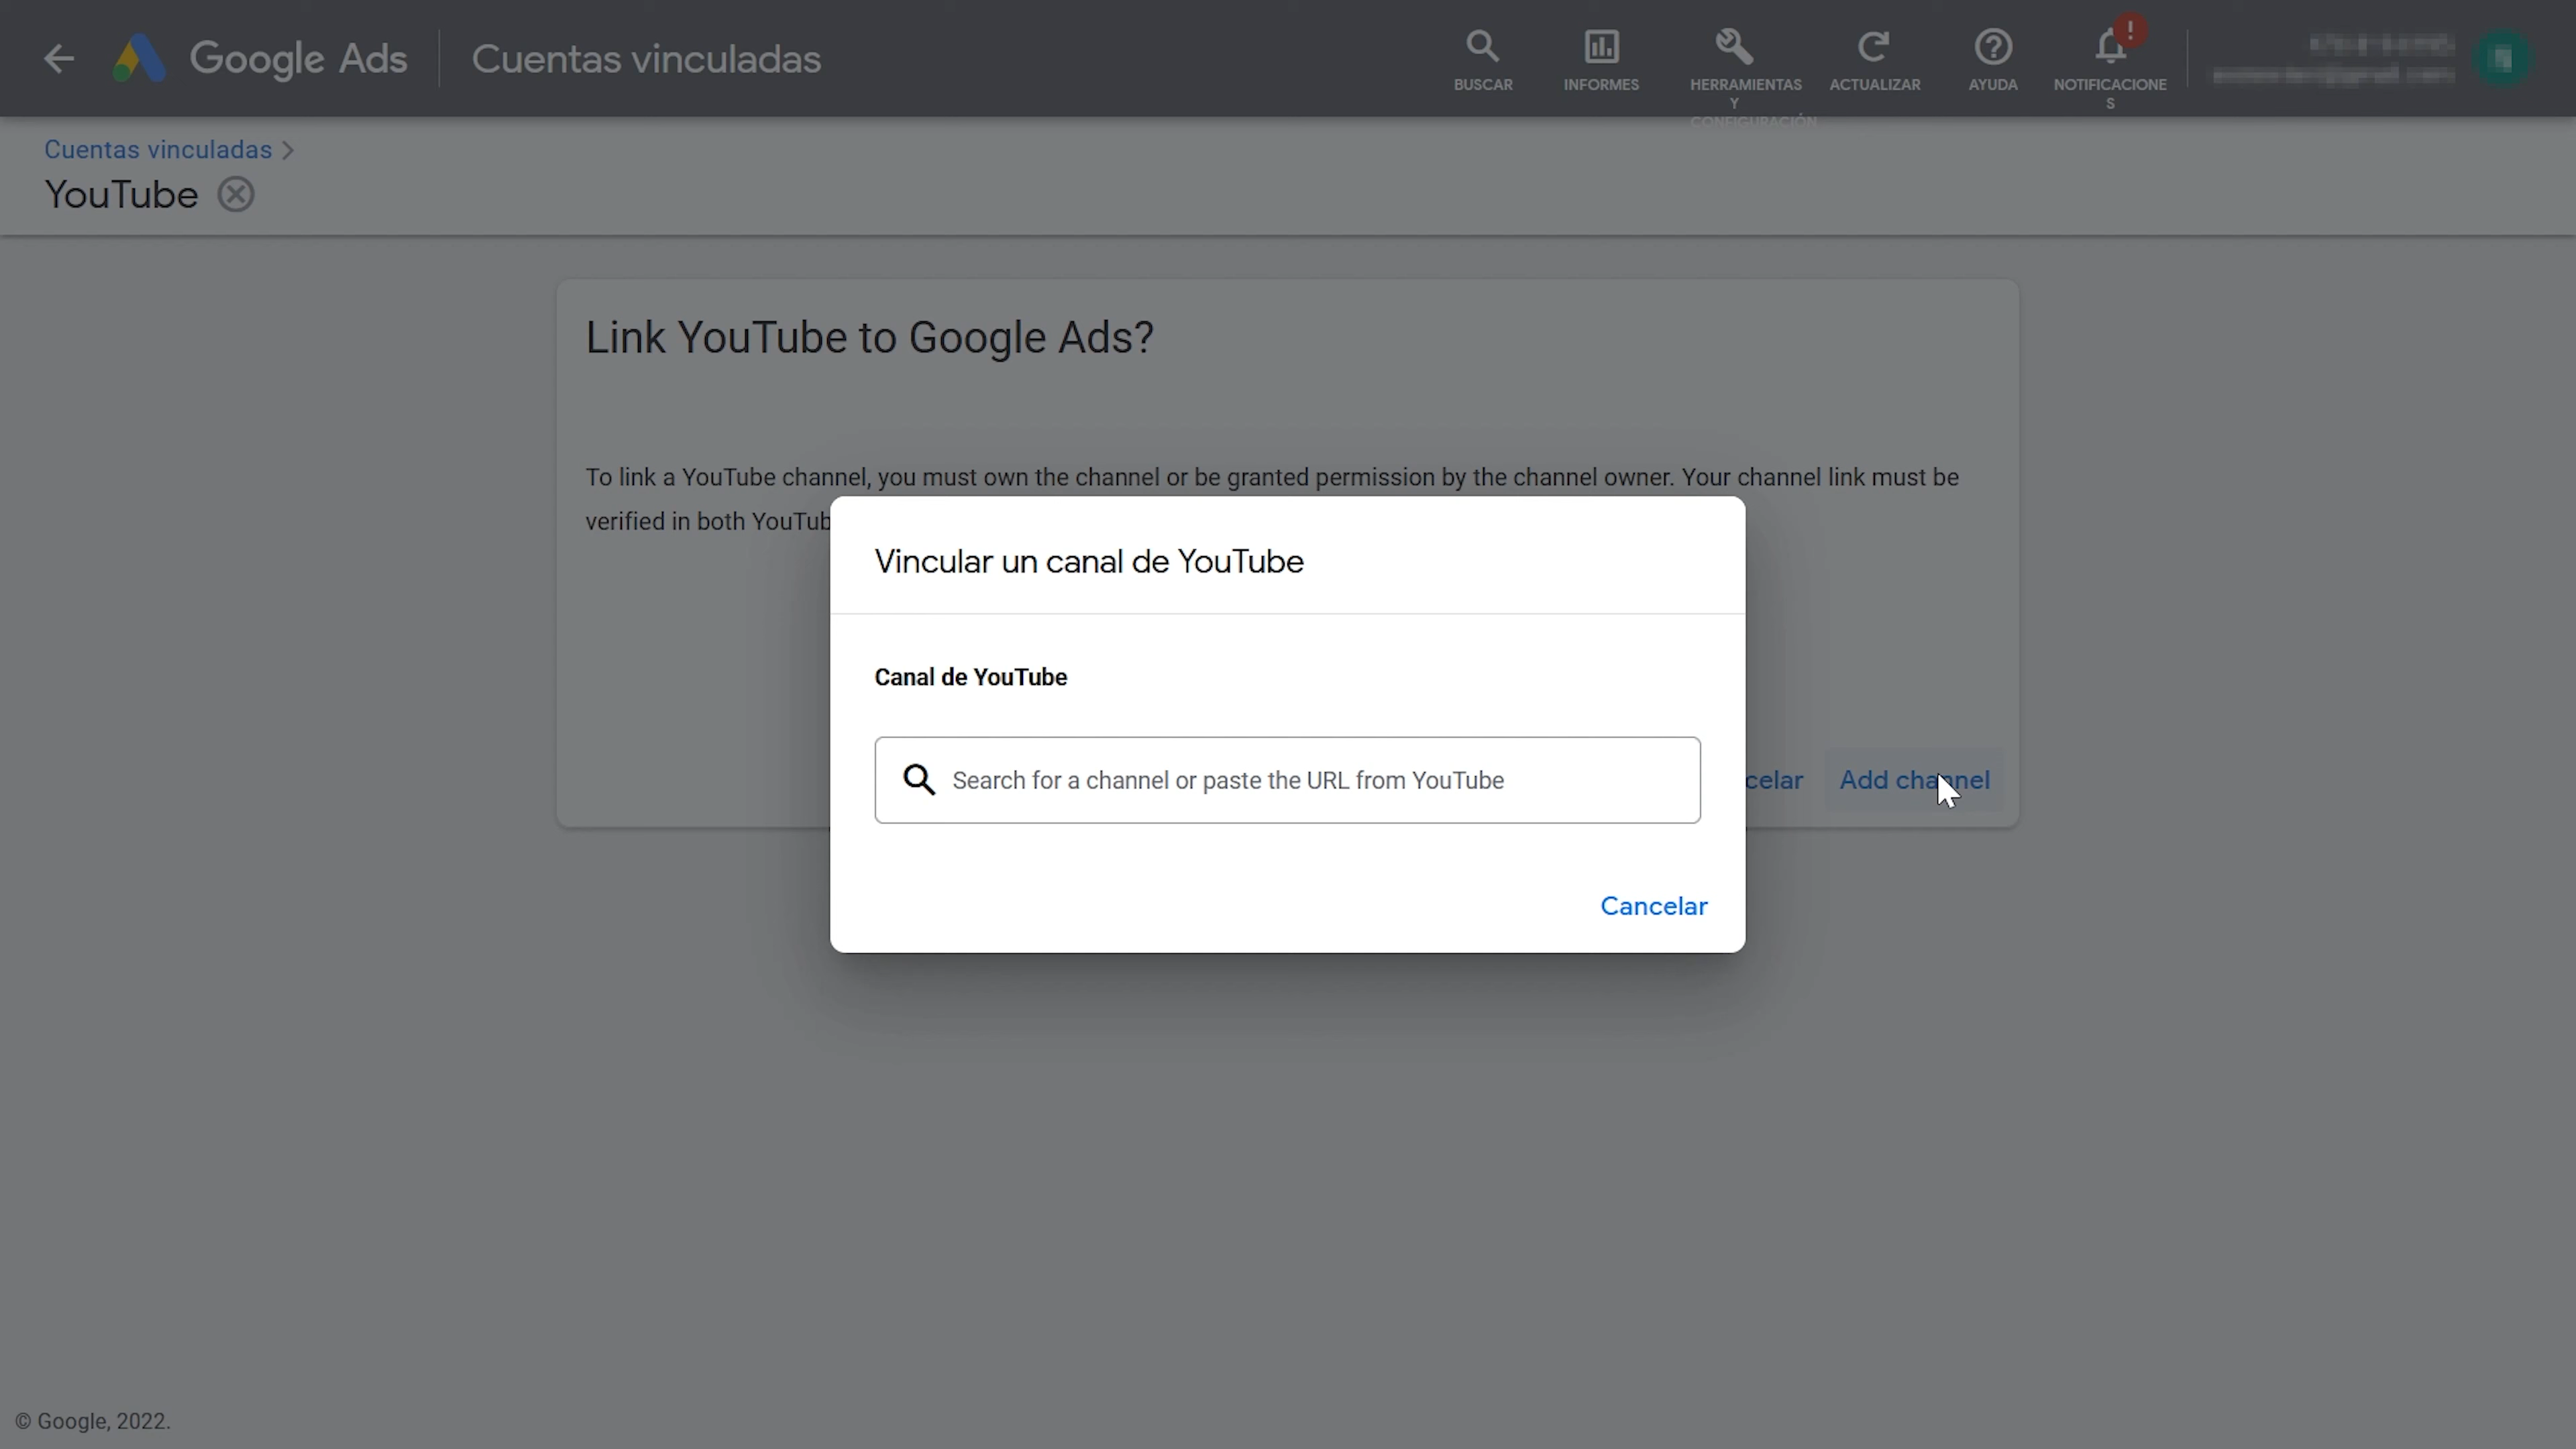 Google Ads
Cuentas vinculadas
BUSCAR
INFORMES
HERRAMIENTAS
Y
CONFIGURACIÓN
ACTUALIZAR
AYUDA
!
NOTIFICACIONE
S
Cuentas vinculadas
YouTube
Link YouTube to Google Ads?
To link a YouTube channel, you must own the channel or be granted permission by the channel owner. Your channel link must be
verified in both YouTub
Vincular un canal de YouTube
Canal de YouTube
Search for a channel or paste the URL from YouTube
celar
Add channel
Cancelar
© Google, 2022.